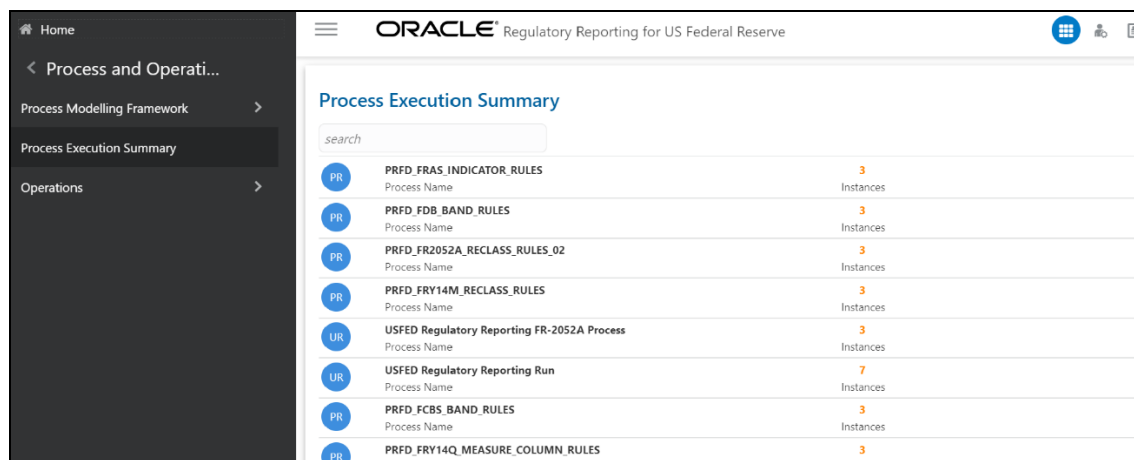 Home
Process and Operati...
Process Modelling Framework
Process Execution Summary
Operations
ORACLE® Regulatory Reporting for US Federal Reserve
Process Execution Summary
search
PR PRFD_FRAS_INDICATOR_RULES 3
Process Name Instances
PR PRFD_FDB_BAND_RULES 3
Process Name Instances
PR PRFD_FR2052A_RECLASS_RULES_02 3
Process Name Instances
PR PRFD_FRY14M_RECLASS_RULES 3
Process Name Instances
UR USFED Regulatory Reporting FR-2052A Process 3
Process Name Instances
UR USFED Regulatory Reporting Run 7
Process Name Instances
PR PRFD_FCBS_BAND_RULES 3
Process Name Instances
PR PRFD_FRY14Q_MEASURE_COLUMN_RULES 3